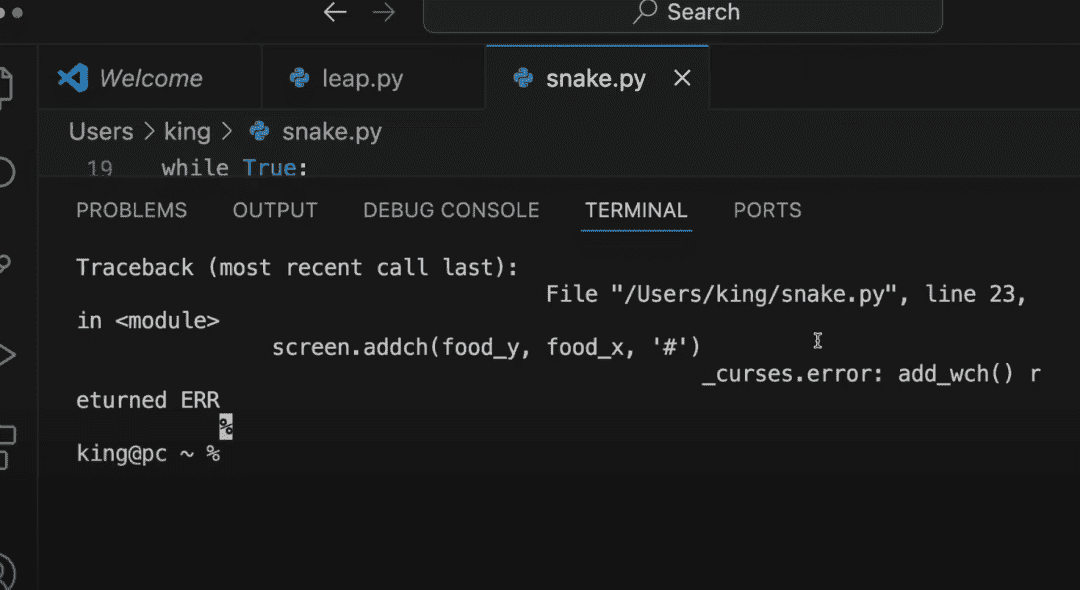 Search
Welcome
leap.py
snake.py
Users > king > snake.py
19 while True:
PROBLEMS OUTPUT DEBUG CONSOLE TERMINAL PORTS
Traceback (most recent call last):
File "/Users/king/snake.py", line 23,
in <module>
screen.addch(food_y, food_x, '#')
_curses.error: add_wch() r
eturned ERR
%
king@pc ~ %